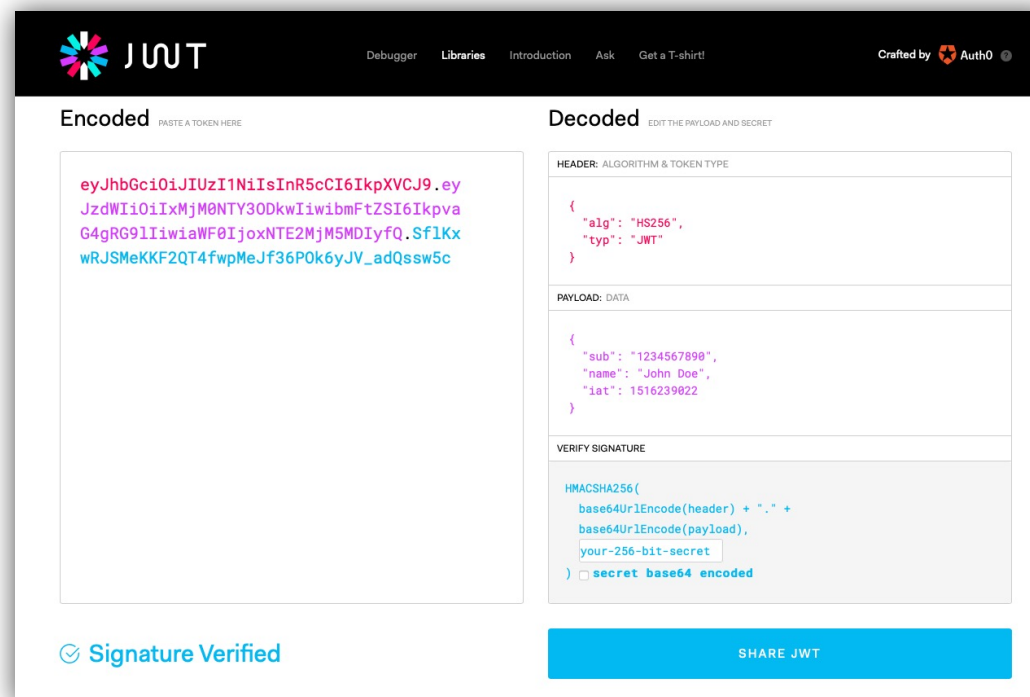 JWT
Debugger Libraries Introduction Ask Get a T-shirt! Crafted by Auth0 ?
Encoded PASTE A TOKEN HERE
eyJhbGciOiJIUzI1NiIsInR5cCI6IkpXVCJ9.ey
JzdWIiOiIxMjM0NTY3ODkwIiwibmFtZSI6Ikpva
G4gRG9lIiwiaWF0IjoxNTE2MjM5MDIyfQ.SflKx
wRJSMeKKF2QT4fwpMeJf36POk6yJV_adQssw5c
Signature Verified
Decoded EDIT THE PAYLOAD AND SECRET
HEADER: ALGORITHM & TOKEN TYPE
{
"alg": "HS256",
"typ": "JWT"
}
PAYLOAD: DATA
{
"sub": "1234567890",
"name": "John Doe",
"iat": 1516239022
}
VERIFY SIGNATURE
HMACSHA256(
base64UrlEncode(header) + "." +
base64UrlEncode(payload),
your-256-bit-secret
) secret base64 encoded
SHARE JWT